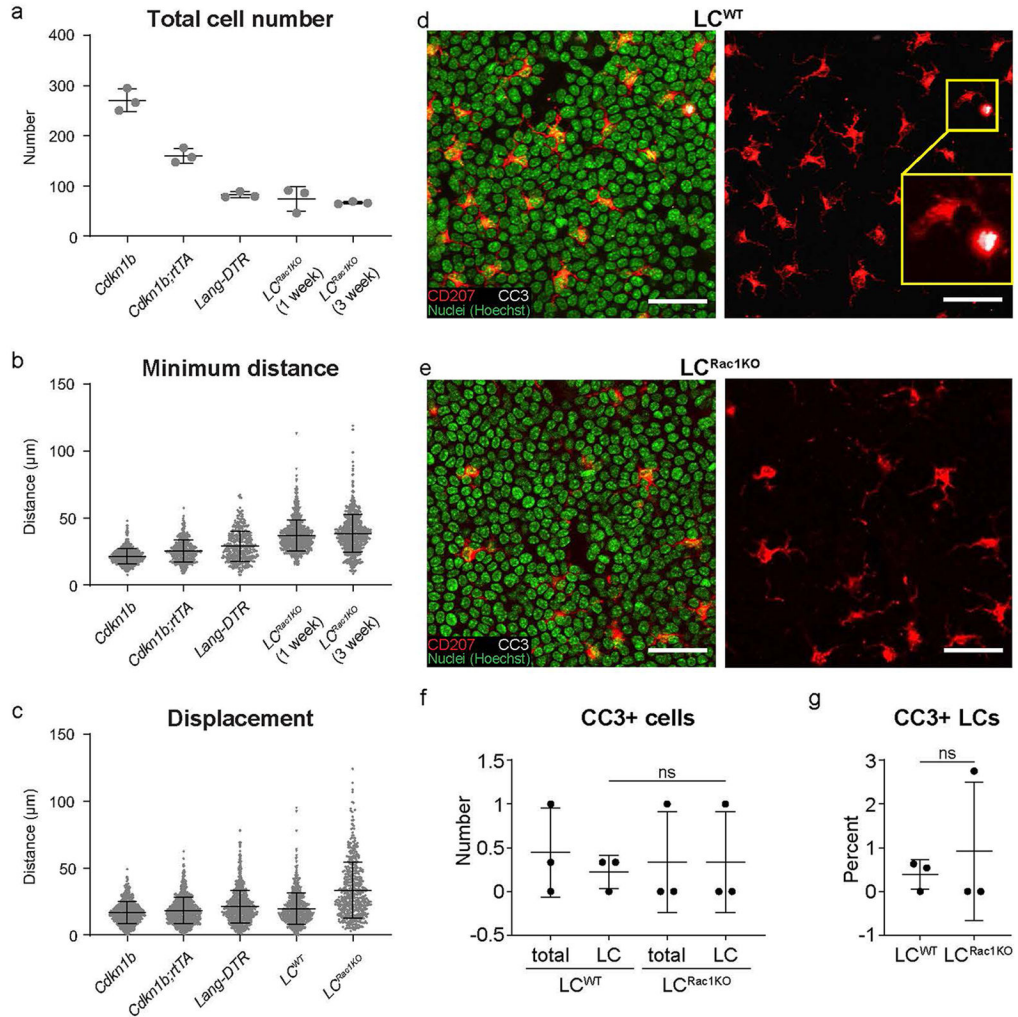 a
Total cell number
400
300
200
100
0
Number
Cdkn1b
Cdkn1b;rtTA
Lang-DTR
LCRac1KO
(1 week)
LCRac1KO
(3 week)
b
Minimum distance
150
100
50
0
Distance (µm)
Cdkn1b
Cdkn1b;rtTA
Lang-DTR
LCRac1KO
(1 week)
LCRac1KO
(3 week)
c
Displacement
150
100
50
0
Distance (µm)
Cdkn1b
Cdkn1b;rtTA
Lang-DTR
LCWT
LCRac1KO
d
LCWT
CD207 CC3
Nuclei (Hoechst)
e
LCRac1KO
CD207 CC3
Nuclei (Hoechst)
f
CC3+ cells
1.5
1.0
0.5
0
-0.5
Number
ns
total LC total LC
LCWT LCRac1KO
g
CC3+ LCs
3
2
1
0
-1
Percent
ns
LCWT LCRac1KO